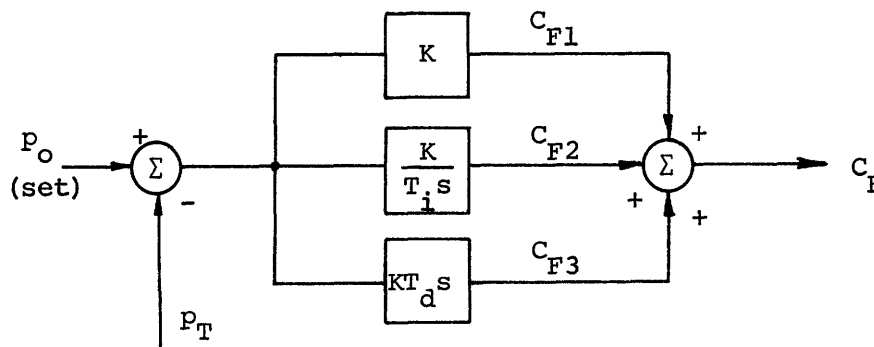 C_F1
K
+
p_o
+
Σ
K
T_i s
C_F2
Σ
C_F
(set)
-
+
+
KT_d s
C_F3
p_T